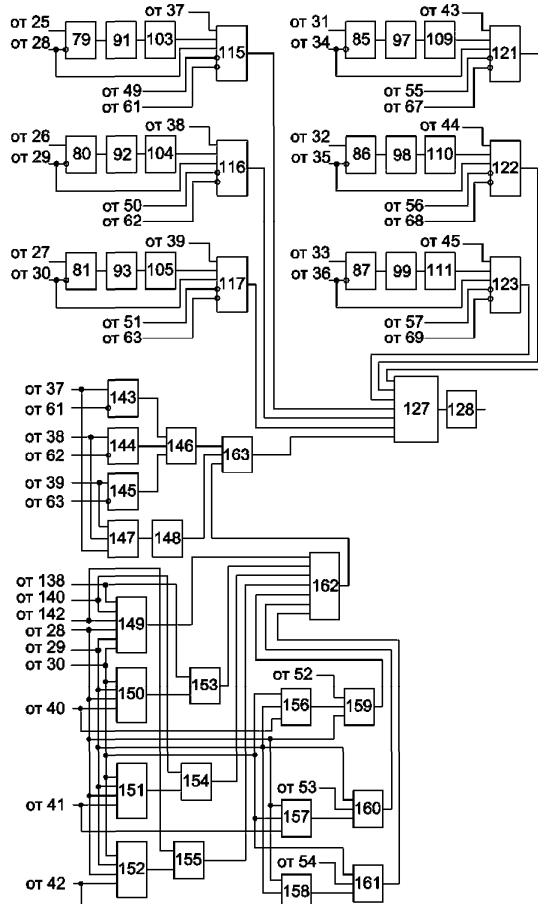 от 25
от 37
от 28
79
91
103
115
от 49
от 61
от 31
от 43
от 34
85
97
109
121
от 55
от 67
от 26
от 38
от 29
80
92
104
116
от 50
от 62
от 32
от 44
от 35
86
98
110
122
от 56
от 68
от 27
от 39
от 30
81
93
105
117
от 51
от 63
от 33
от 45
от 36
87
99
111
123
от 57
от 69
127
128
от 37
от 61
143
от 38
от 62
144
146
163
от 39
от 63
145
147
148
от 138
от 140
от 142
от 28
от 29
от 30
149
162
от 40
150
153
от 52
156
159
от 41
151
154
от 53
157
160
от 42
152
155
от 54
158
161